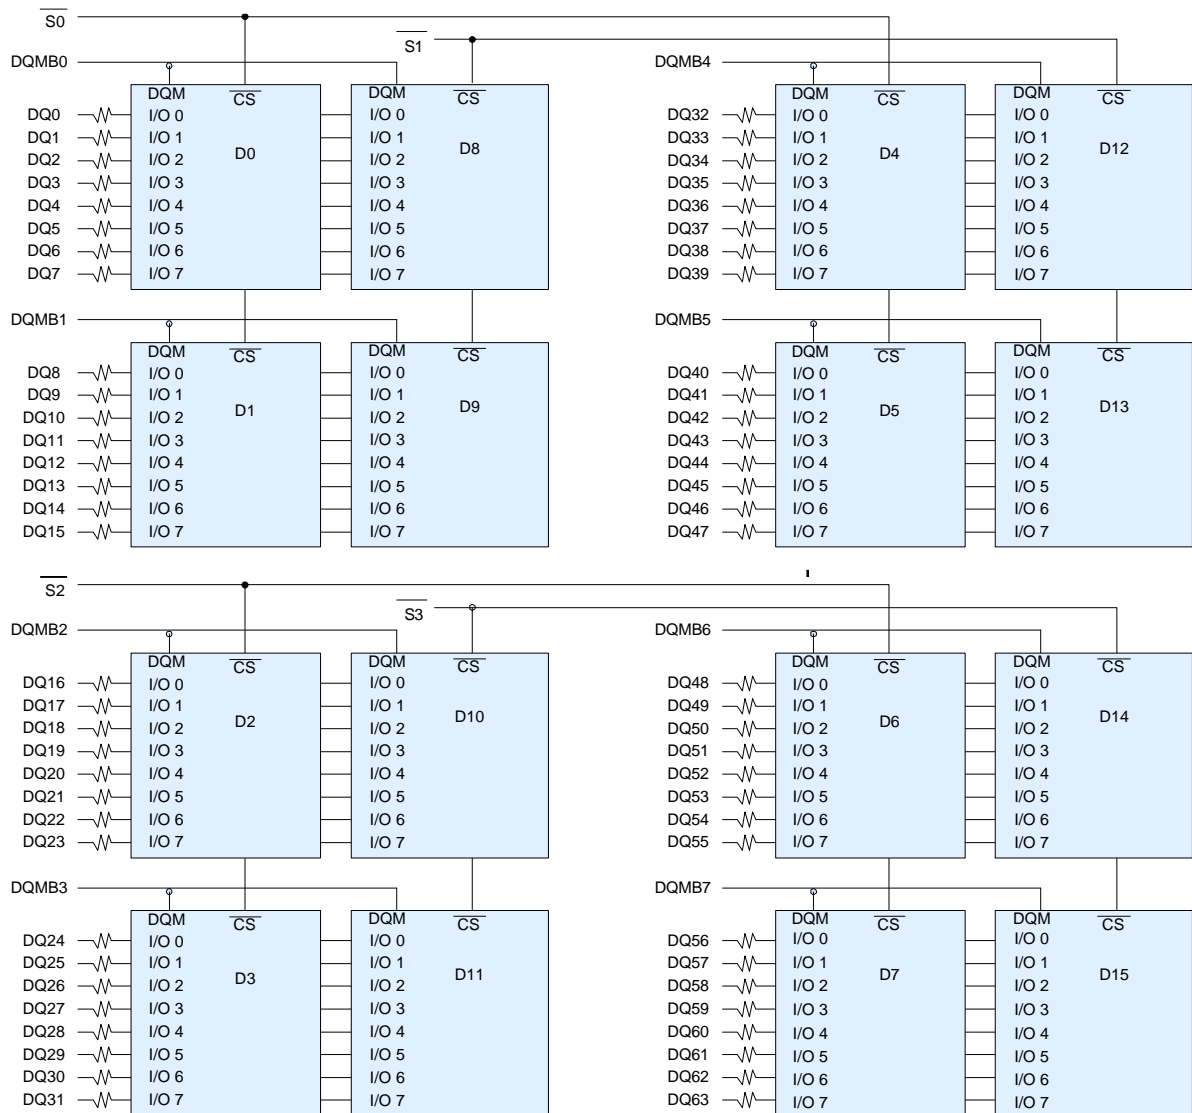 S0
S1
DQMB0
DQMB4
DQM CS DQM CS DQM CS DQM CS
DQ0 I/O 0 I/O 0 DQ32 I/O 0 I/O 0
DQ1 I/O 1 I/O 1 DQ33 I/O 1 I/O 1
DQ2 I/O 2 D0 I/O 2 D8 DQ34 I/O 2 D4 I/O 2 D12
DQ3 I/O 3 I/O 3 DQ35 I/O 3 I/O 3
DQ4 I/O 4 I/O 4 DQ36 I/O 4 I/O 4
DQ5 I/O 5 I/O 5 DQ37 I/O 5 I/O 5
DQ6 I/O 6 I/O 6 DQ38 I/O 6 I/O 6
DQ7 I/O 7 I/O 7 DQ39 I/O 7 I/O 7
DQMB1 DQMB5
DQM CS DQM CS DQM CS DQM CS
DQ8 I/O 0 I/O 0 DQ40 I/O 0 I/O 0
DQ9 I/O 1 I/O 1 DQ41 I/O 1 I/O 1
DQ10 I/O 2 D1 I/O 2 D9 DQ42 I/O 2 D5 I/O 2 D13
DQ11 I/O 3 I/O 3 DQ43 I/O 3 I/O 3
DQ12 I/O 4 I/O 4 DQ44 I/O 4 I/O 4
DQ13 I/O 5 I/O 5 DQ45 I/O 5 I/O 5
DQ14 I/O 6 I/O 6 DQ46 I/O 6 I/O 6
DQ15 I/O 7 I/O 7 DQ47 I/O 7 I/O 7
S2
S3
DQMB2 DQMB6
DQM CS DQM CS DQM CS DQM CS
DQ16 I/O 0 I/O 0 DQ48 I/O 0 I/O 0
DQ17 I/O 1 I/O 1 DQ49 I/O 1 I/O 1
DQ18 I/O 2 D2 I/O 2 D10 DQ50 I/O 2 D6 I/O 2 D14
DQ19 I/O 3 I/O 3 DQ51 I/O 3 I/O 3
DQ20 I/O 4 I/O 4 DQ52 I/O 4 I/O 4
DQ21 I/O 5 I/O 5 DQ53 I/O 5 I/O 5
DQ22 I/O 6 I/O 6 DQ54 I/O 6 I/O 6
DQ23 I/O 7 I/O 7 DQ55 I/O 7 I/O 7
DQMB3 DQMB7
DQM CS DQM CS DQM CS DQM CS
DQ24 I/O 0 I/O 0 DQ56 I/O 0 I/O 0
DQ25 I/O 1 I/O 1 DQ57 I/O 1 I/O 1
DQ26 I/O 2 D3 I/O 2 D11 DQ58 I/O 2 D7 I/O 2 D15
DQ27 I/O 3 I/O 3 DQ59 I/O 3 I/O 3
DQ28 I/O 4 I/O 4 DQ60 I/O 4 I/O 4
DQ29 I/O 5 I/O 5 DQ61 I/O 5 I/O 5
DQ30 I/O 6 I/O 6 DQ62 I/O 6 I/O 6
DQ31 I/O 7 I/O 7 DQ63 I/O 7 I/O 7